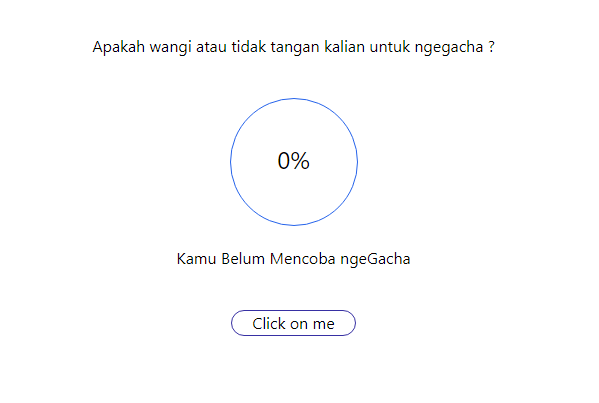 Apakah wangi atau tidak tangan kalian untuk ngegacha ?
0%
Kamu Belum Mencoba ngeGacha
Click on me